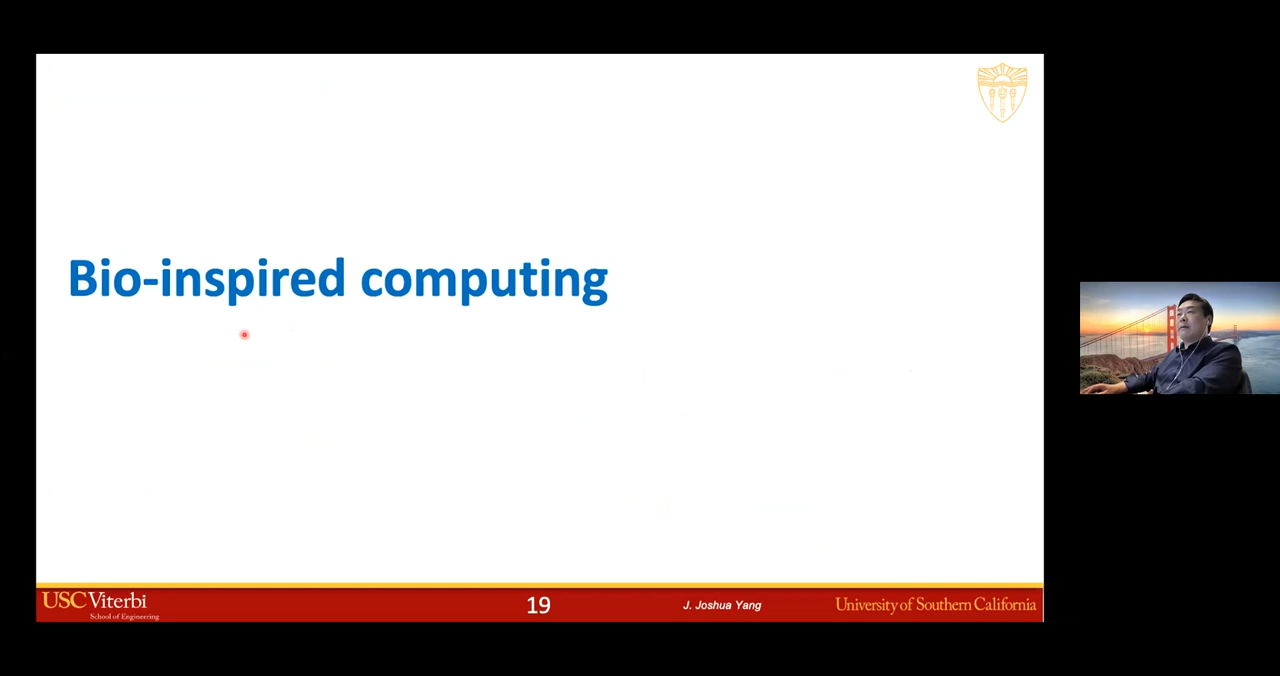 Bio-inspired computing
USC Viterbi
School of Engineering
19
J. Joshua Yang
University of Southern California